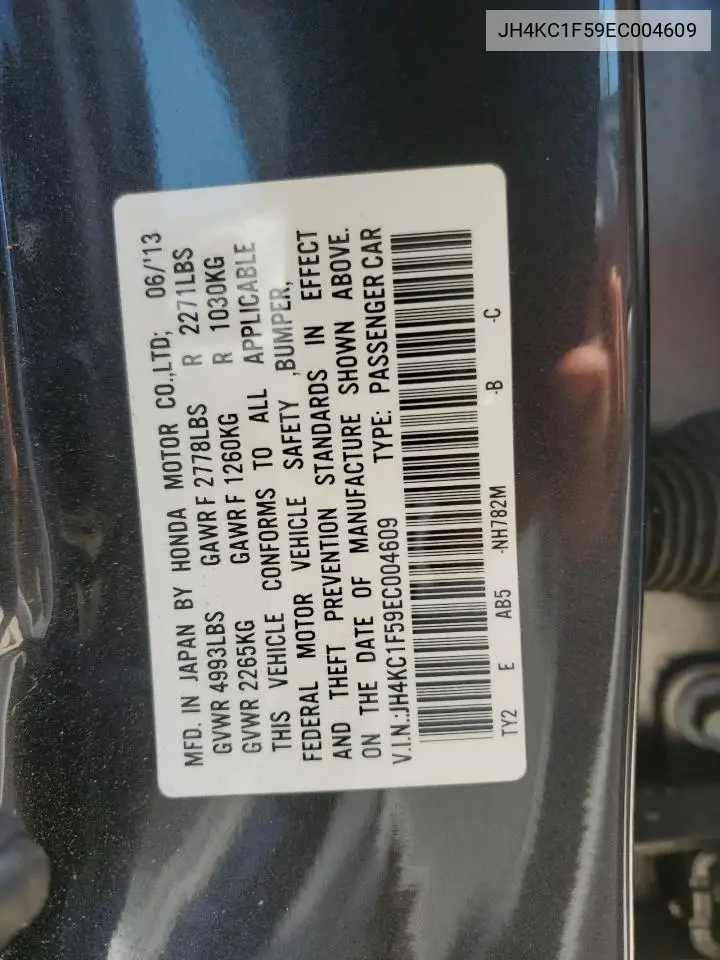 JH4KC1F59EC004609
MFD. IN JAPAN BY HONDA MOTOR CO.,LTD; 06/'13
GVWR 4993LBS GAWR F 2778LBS R 2271LBS
GVWR 2265KG GAWR F 1260KG R 1030KG
THIS VEHICLE CONFORMS TO ALL APPLICABLE
FEDERAL MOTOR VEHICLE SAFETY ,BUMPER,
AND THEFT PREVENTION STANDARDS IN EFFECT
ON THE DATE OF MANUFACTURE SHOWN ABOVE.
V.I.N.:JH4KC1F59EC004609 TYPE: PASSENGER CAR
TY2 E AB5 -NH782M -B -C